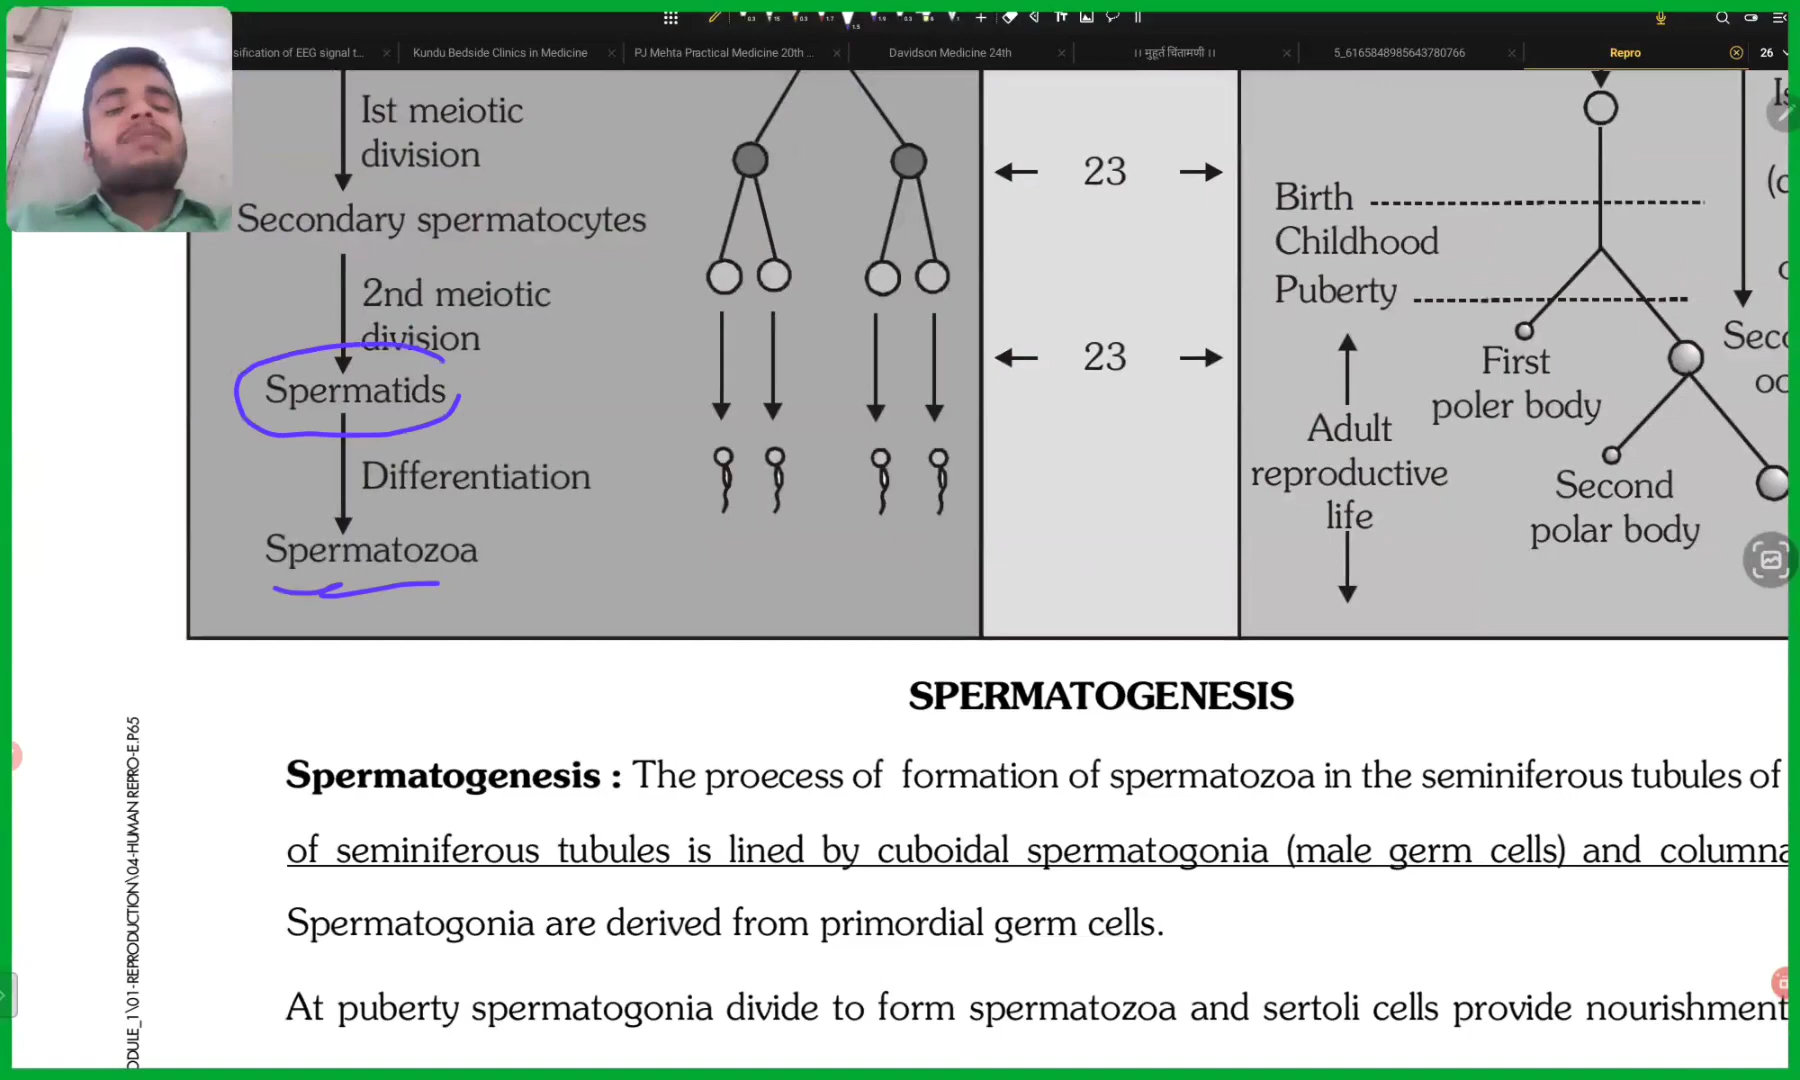 sification of EEG signal t...
Kundu Bedside Clinics in Medicine
PJ Mehta Practical Medicine 20th ...
Davidson Medicine 24th
।। मुहूर्त चिंतामणी ।।
5_6165848985643780766
Repro
26
Ist meiotic
division
Secondary spermatocytes
2nd meiotic
division
Spermatids
Differentiation
Spermatozoa
23
23
Birth
Childhood
Puberty
First
poler body
Adult
reproductive
life
Second
polar body
Is
(c
Sec
oc
SPERMATOGENESIS
Spermatogenesis : The proecess of formation of spermatozoa in the seminiferous tubules of
of seminiferous tubules is lined by cuboidal spermatogonia (male germ cells) and columna
Spermatogonia are derived from primordial germ cells.
At puberty spermatogonia divide to form spermatozoa and sertoli cells provide nourishment
ODULE_1\01-REPRODUCTION\04-HUMAN REPRO-E.P65